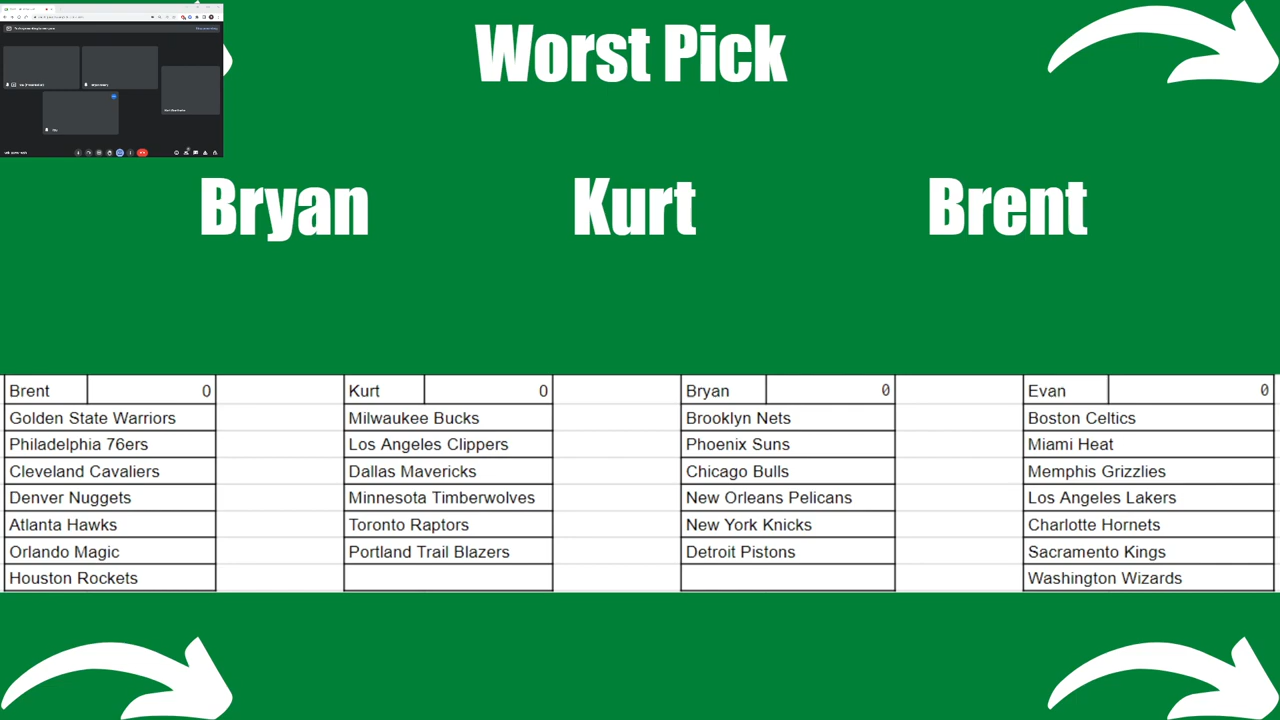 Worst Pick
Bryan Kurt Brent
Brent 0 Kurt 0 Bryan 0 Evan 0
Golden State Warriors Milwaukee Bucks Brooklyn Nets Boston Celtics
Philadelphia 76ers Los Angeles Clippers Phoenix Suns Miami Heat
Cleveland Cavaliers Dallas Mavericks Chicago Bulls Memphis Grizzlies
Denver Nuggets Minnesota Timberwolves New Orleans Pelicans Los Angeles Lakers
Atlanta Hawks Toronto Raptors New York Knicks Charlotte Hornets
Orlando Magic Portland Trail Blazers Detroit Pistons Sacramento Kings
Houston Rockets Washington Wizards